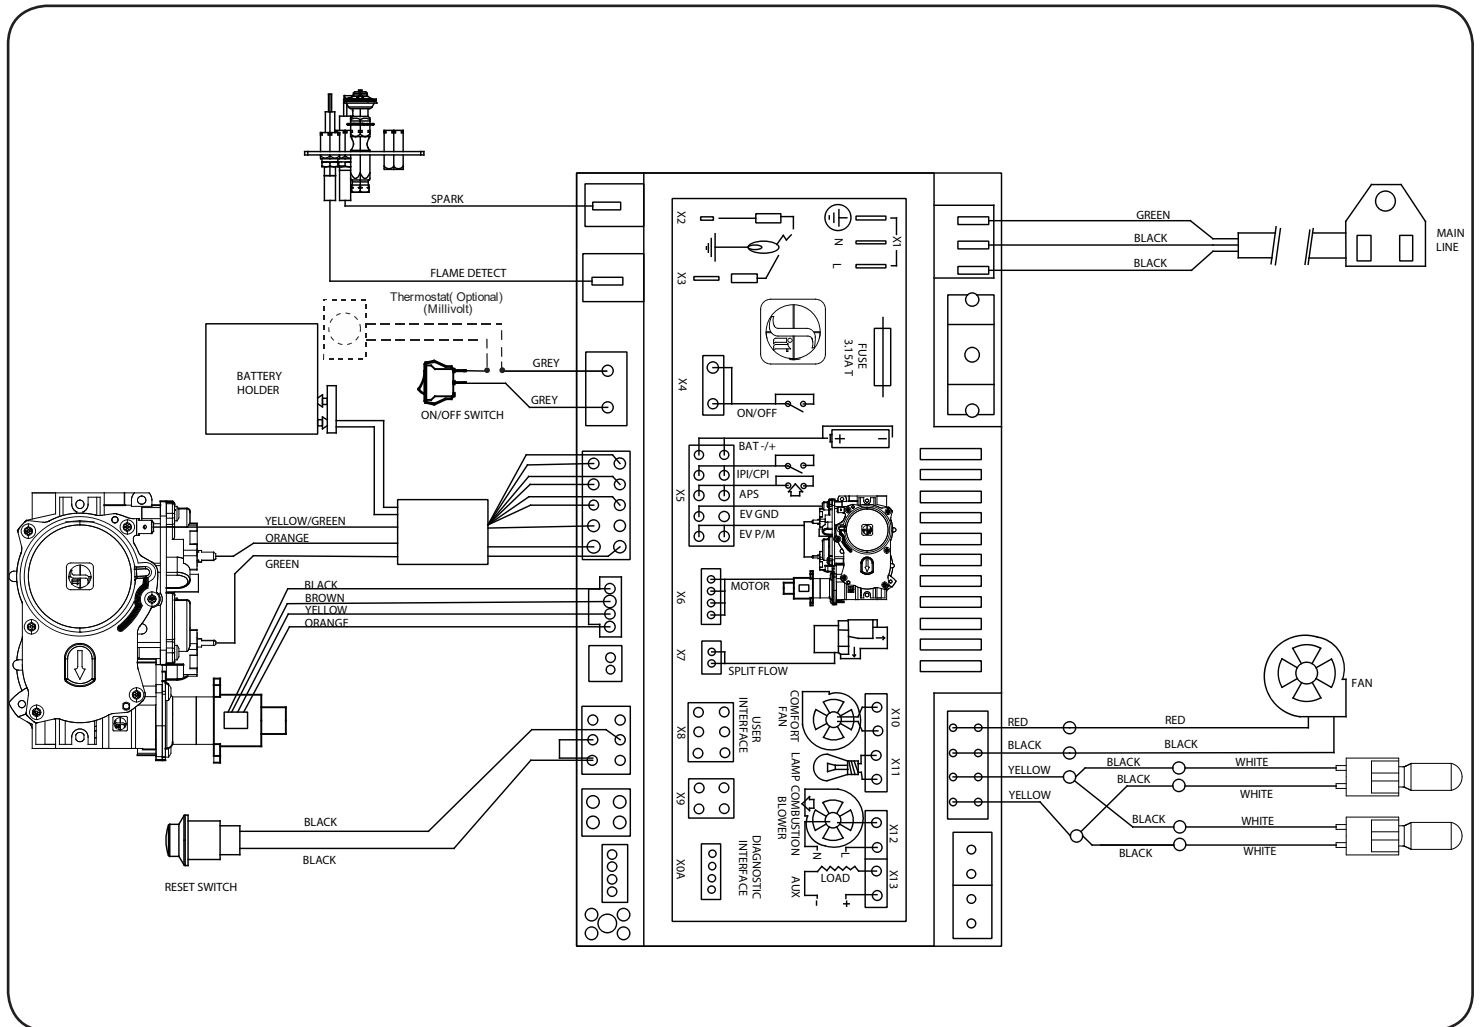 SPARK
FLAME DETECT
Thermostat( Optional)
(Millivolt)
BATTERY
HOLDER
ON/OFF SWITCH
GREY
GREY
YELLOW/GREEN
ORANGE
GREEN
BLACK
BROWN
YELLOW
ORANGE
BLACK
BLACK
RESET SWITCH
X2
X3
X4
ON/OFF
X5
BAT -/+
IPI/CPI
APS
EV GND
EV P/M
X6
MOTOR
X7
SPLIT FLOW
X8
USER
INTERFACE
X9
X0A
DIAGNOSTIC
INTERFACE
N
L
X1
FUSE
3.15A T
+
−
COMFORT
FAN
X10
LAMP
X11
COMBUSTION
BLOWER
N
L
X12
AUX
LOAD
-
+
X13
GREEN
BLACK
BLACK
MAIN
LINE
FAN
RED
RED
BLACK
BLACK
YELLOW
BLACK
WHITE
BLACK
WHITE
YELLOW
BLACK
WHITE
BLACK
WHITE